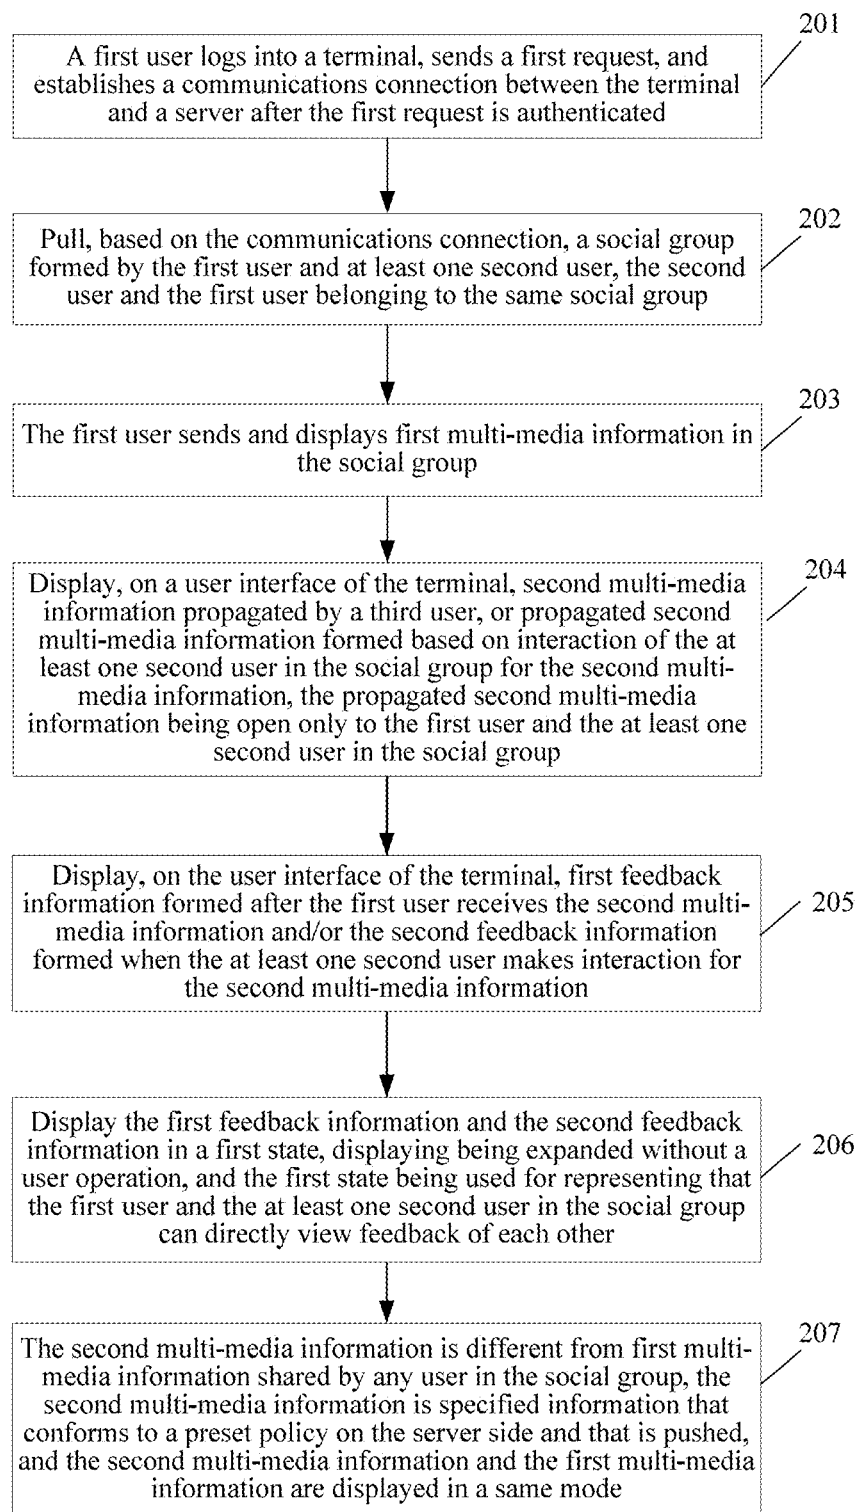 201
A first user logs into a terminal, sends a first request, and
establishes a communications connection between the terminal
and a server after the first request is authenticated
202
Pull, based on the communications connection, a social group
formed by the first user and at least one second user, the second
user and the first user belonging to the same social group
203
The first user sends and displays first multi-media information in
the social group
204
Display, on a user interface of the terminal, second multi-media
information propagated by a third user, or propagated second
multi-media information formed based on interaction of the at
least one second user in the social group for the second multi-
media information, the propagated second multi-media
information being open only to the first user and the at least one
second user in the social group
205
Display, on the user interface of the terminal, first feedback
information formed after the first user receives the second multi-
media information and/or the second feedback information
formed when the at least one second user makes interaction for
the second multi-media information
206
Display the first feedback information and the second feedback
information in a first state, displaying being expanded without a
user operation, and the first state being used for representing that
the first user and the at least one second user in the social group
can directly view feedback of each other
207
The second multi-media information is different from first multi-
media information shared by any user in the social group, the
second multi-media information is specified information that
conforms to a preset policy on the server side and that is pushed,
and the second multi-media information and the first multi-media
information are displayed in a same mode